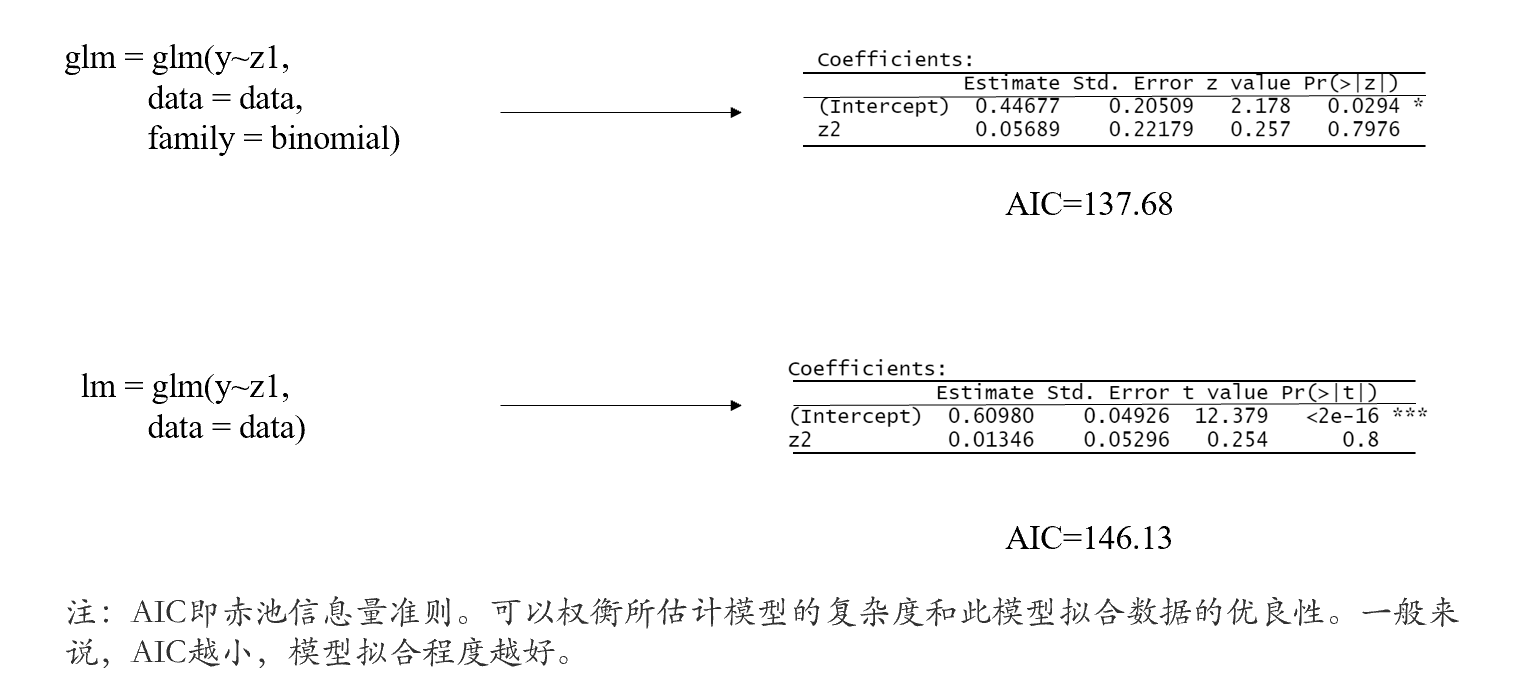 glm = glm(y~z1,
data = data,
family = binomial)
Coefficients:
Estimate Std. Error z value Pr(>|z|)
(Intercept) 0.44677 0.20509 2.178 0.0294 *
z2 0.05689 0.22179 0.257 0.7976
AIC=137.68
lm = glm(y~z1,
data = data)
Coefficients:
Estimate Std. Error t value Pr(>|t|)
(Intercept) 0.60980 0.04926 12.379 <2e-16 ***
z2 0.01346 0.05296 0.254 0.8
AIC=146.13
注：AIC即赤池信息量准则。可以权衡所估计模型的复杂度和此模型拟合数据的优良性。一般来
说，AIC越小，模型拟合程度越好。